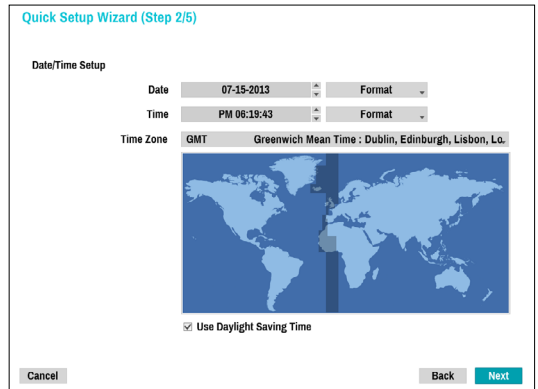 Quick Setup Wizard (Step 2/5)
Date/Time Setup
Date 07-15-2013 Format
Time PM 06:19:43 Format
Time Zone GMT Greenwich Mean Time : Dublin, Edinburgh, Lisbon, Lo
Use Daylight Saving Time
Cancel Back Next